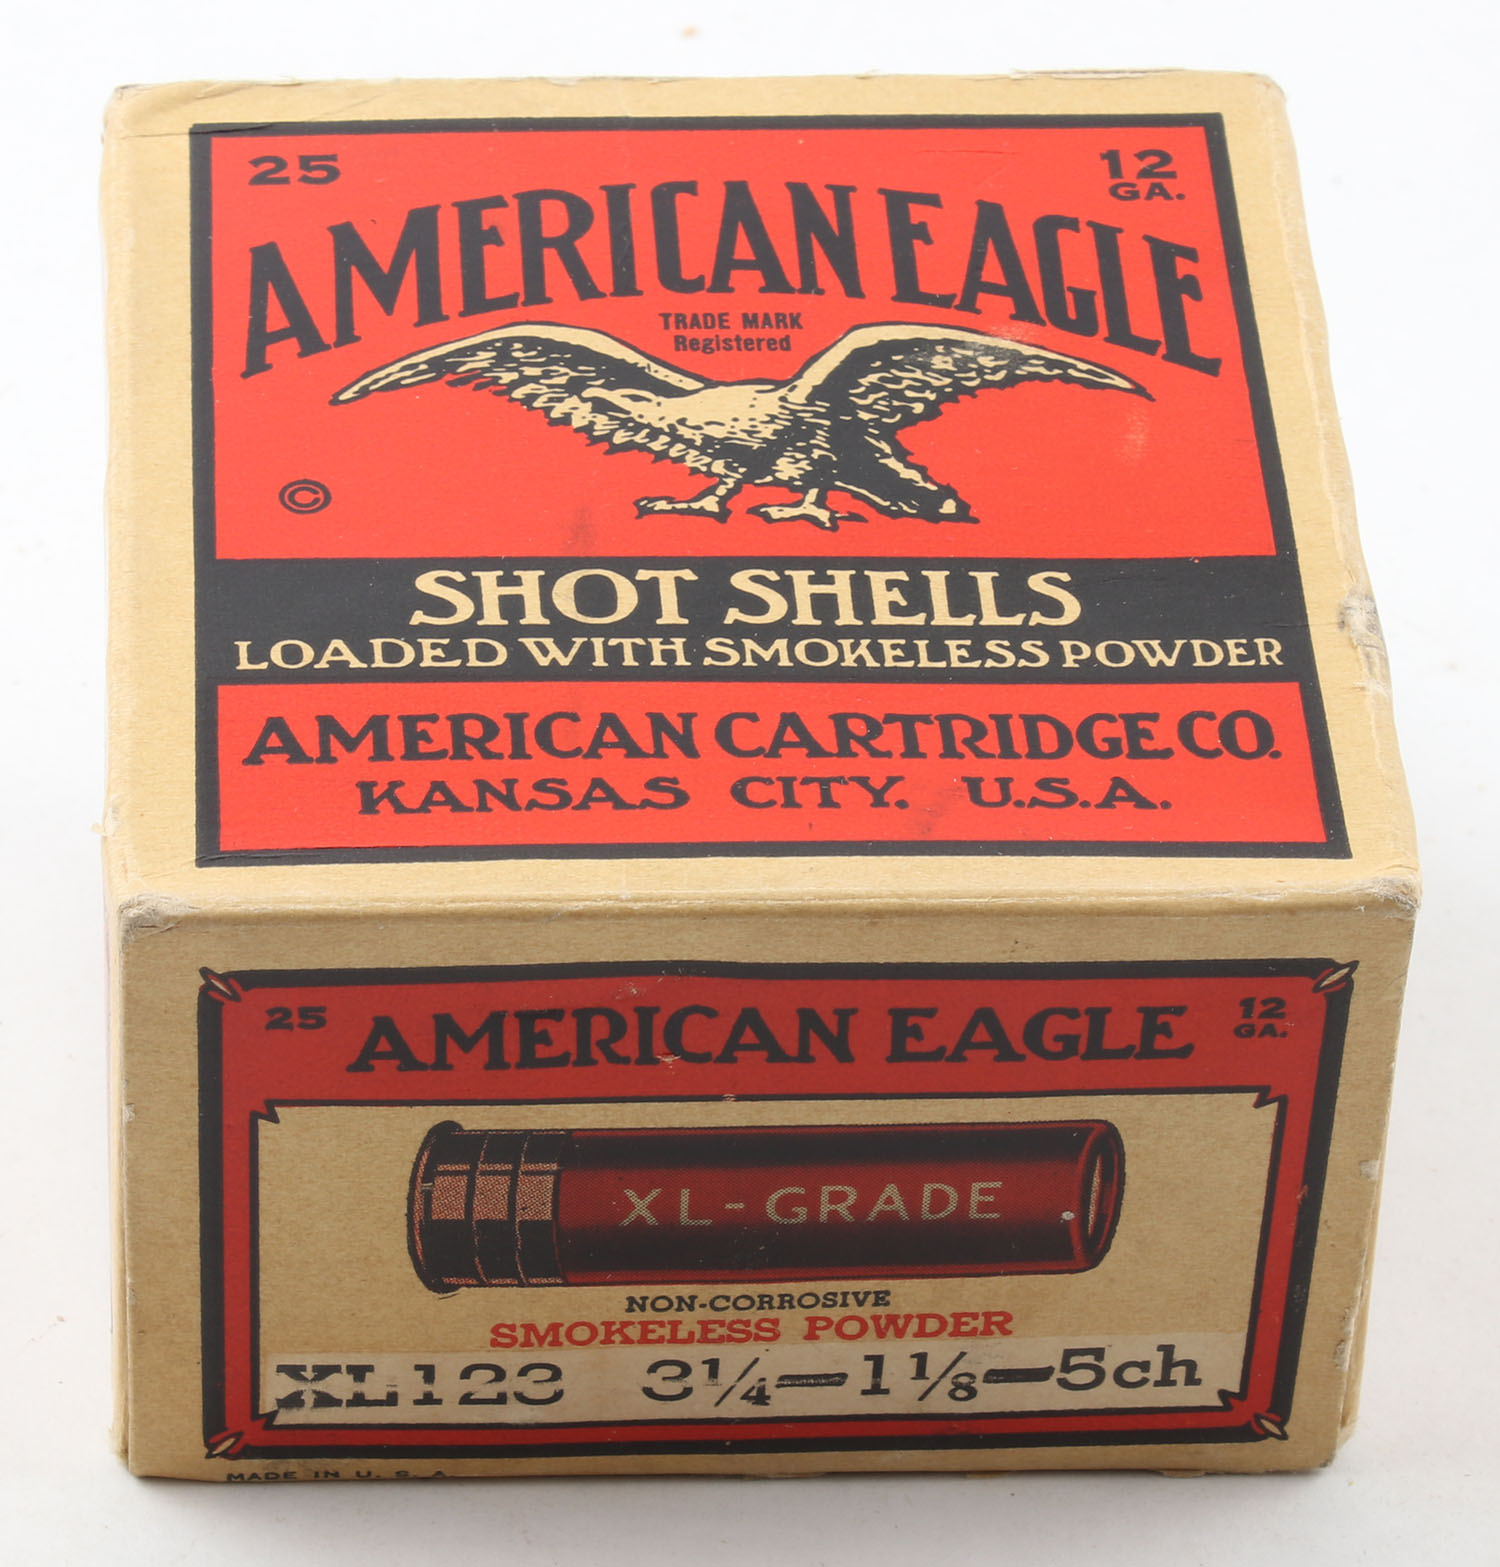 25
12
GA.
AMERICAN EAGLE
TRADE MARK
Registered
©
SHOT SHELLS
LOADED WITH SMOKELESS POWDER
AMERICAN CARTRIDGE CO.
KANSAS CITY. U.S.A.
25 AMERICAN EAGLE 12
GA.
XL-GRADE
NON-CORROSIVE
SMOKELESS POWDER
XL123 3¼—1⅛—5ch
MADE IN U. S. A.